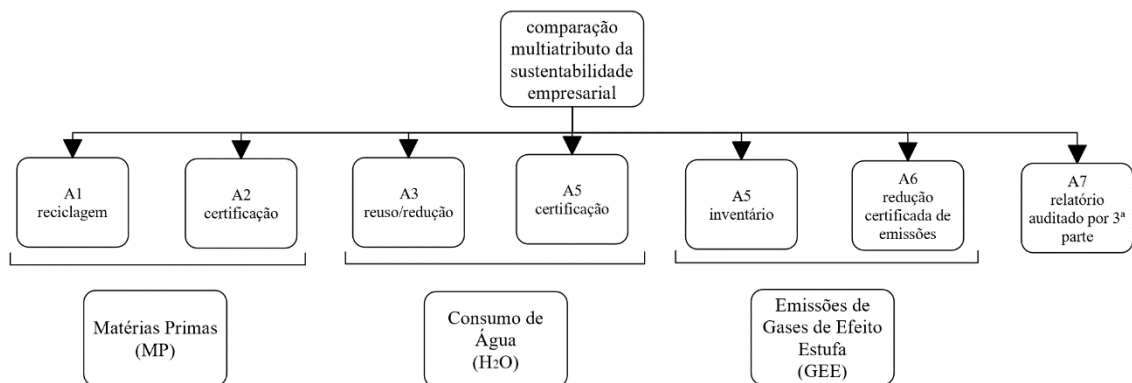 comparação
multiatributo da
sustentabilidade
empresarial
A1
reciclagem
A2
certificação
A3
reuso/redução
A5
certificação
A5
inventário
A6
redução
certificada de
emissões
A7
relatório
auditado por 3ª
parte
Matérias Primas
(MP)
Consumo de
Água
(H2O)
Emissões de
Gases de Efeito
Estufa
(GEE)